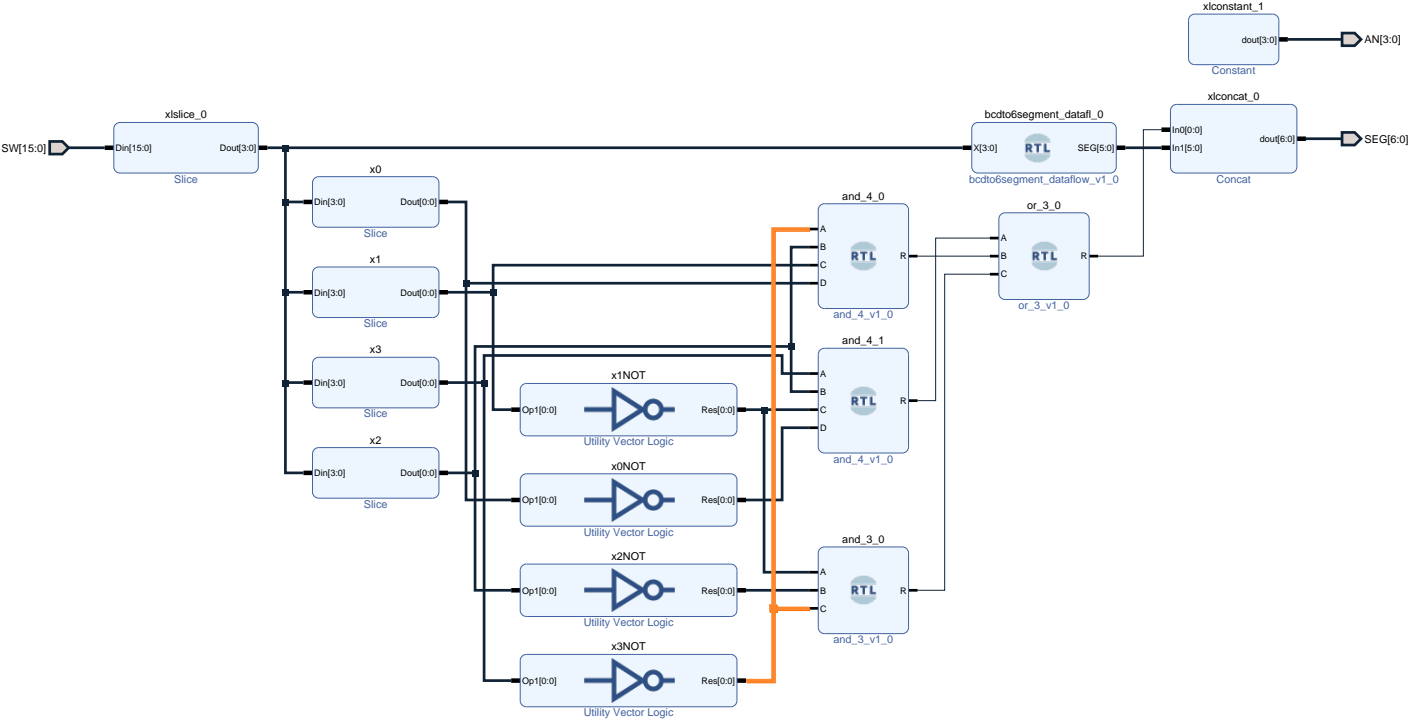 xlconstant_1
dout[3:0]
AN[3:0]
Constant
xlslice_0
SW[15:0]
Din[15:0]
Dout[3:0]
Slice
bcdto6segment_datafl_0
X[3:0]
RTL
SEG[5:0]
bcdto6segment_dataflow_v1_0
xlconcat_0
In0[0:0]
In1[5:0]
dout[6:0]
SEG[6:0]
Concat
x0
Din[3:0]
Dout[0:0]
Slice
x1
Din[3:0]
Dout[0:0]
Slice
x3
Din[3:0]
Dout[0:0]
Slice
x2
Din[3:0]
Dout[0:0]
Slice
x1NOT
Op1[0:0]
Res[0:0]
Utility Vector Logic
x0NOT
Op1[0:0]
Res[0:0]
Utility Vector Logic
x2NOT
Op1[0:0]
Res[0:0]
Utility Vector Logic
x3NOT
Op1[0:0]
Res[0:0]
Utility Vector Logic
and_4_0
A
B
C
D
RTL
R
and_4_v1_0
and_4_1
A
B
C
D
RTL
R
and_4_v1_0
and_3_0
A
B
C
RTL
R
and_3_v1_0
or_3_0
A
B
C
RTL
R
or_3_v1_0